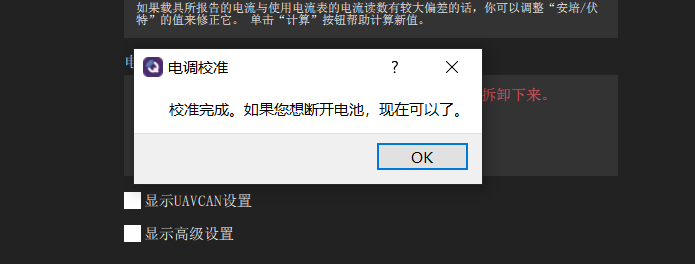 如果载具所报告的电流与使用电流表的电流读数有较大偏差的话，你可以调整“安培/伏
特”的值来修正它。 单击“计算”按钮帮助计算新值。
电调校准
?
校准完成。如果您想断开电池，现在可以了。
拆卸下来。
OK
显示UAVCAN设置
显示高级设置